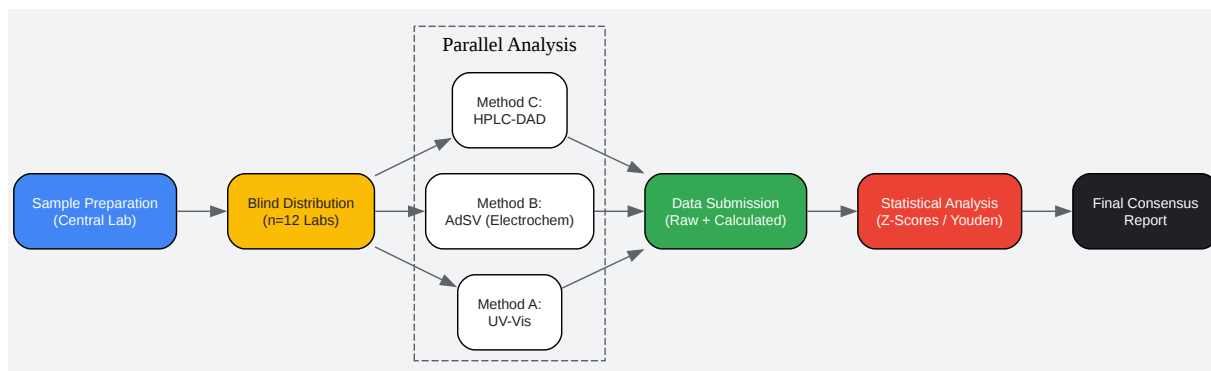 Parallel Analysis
Sample Preparation
(Central Lab)
Blind Distribution
(n=12 Labs)
Method C:
HPLC-DAD
Method B:
AdSV (Electrochem)
Method A:
UV-Vis
Data Submission
(Raw + Calculated)
Statistical Analysis
(Z-Scores / Youden)
Final Consensus
Report